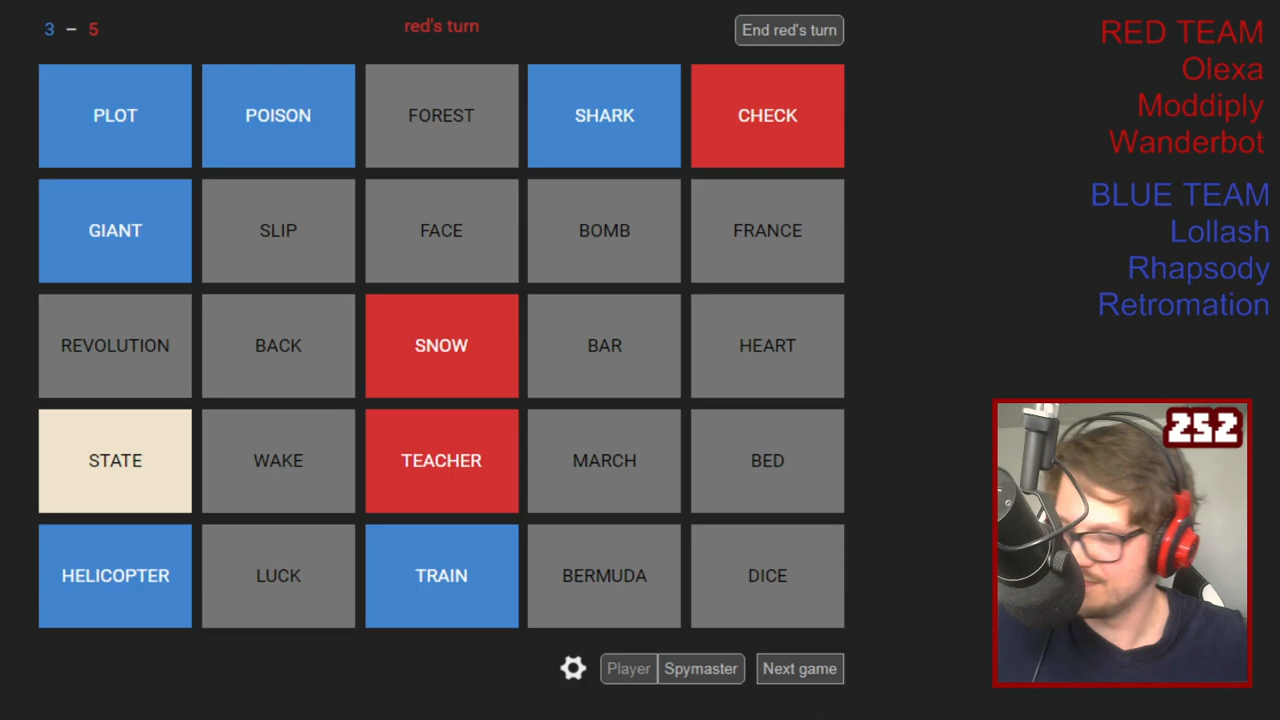 3 – 5
red's turn
End red's turn
PLOT
POISON
FOREST
SHARK
CHECK
GIANT
SLIP
FACE
BOMB
FRANCE
REVOLUTION
BACK
SNOW
BAR
HEART
STATE
WAKE
TEACHER
MARCH
BED
HELICOPTER
LUCK
TRAIN
BERMUDA
DICE
Player
Spymaster
Next game
RED TEAM
Olexa
Moddiply
Wanderbot
BLUE TEAM
Lollash
Rhapsody
Retromation
252